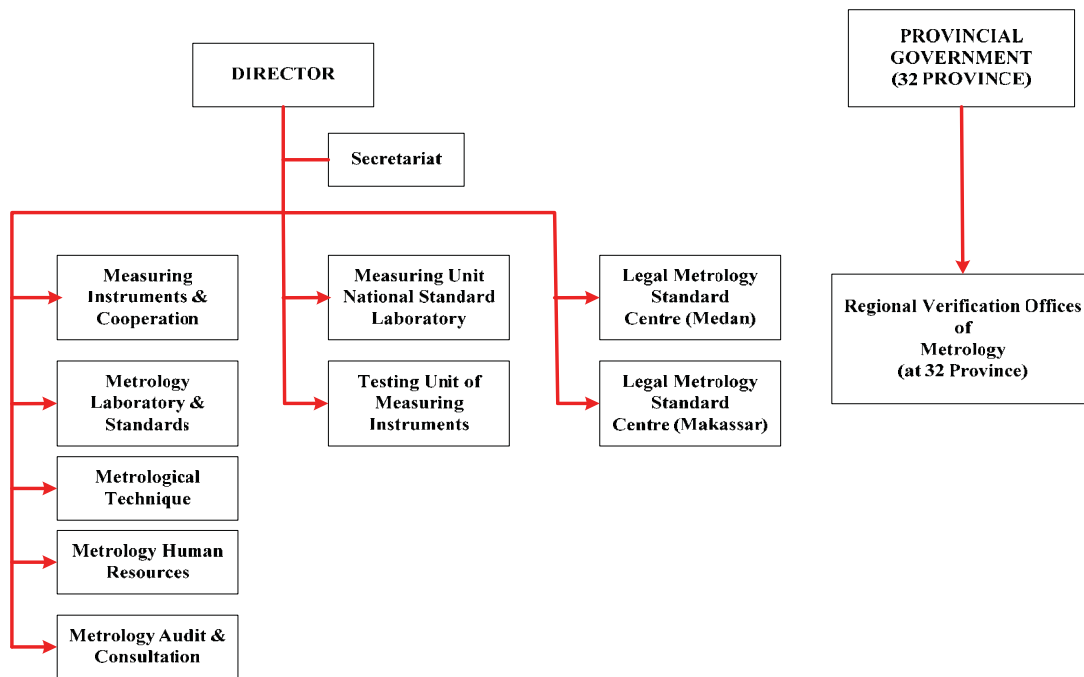 DIRECTOR
PROVINCIAL
GOVERNMENT
(32 PROVINCE)
Secretariat
Measuring
Instruments &
Cooperation
Measuring Unit
National Standard
Laboratory
Legal Metrology
Standard
Centre (Medan)
Regional Verification Offices
of
Metrology
(at 32 Province)
Metrology
Laboratory &
Standards
Testing Unit of
Measuring
Instruments
Legal Metrology
Standard
Centre (Makassar)
Metrological
Technique
Metrology Human
Resources
Metrology Audit &
Consultation